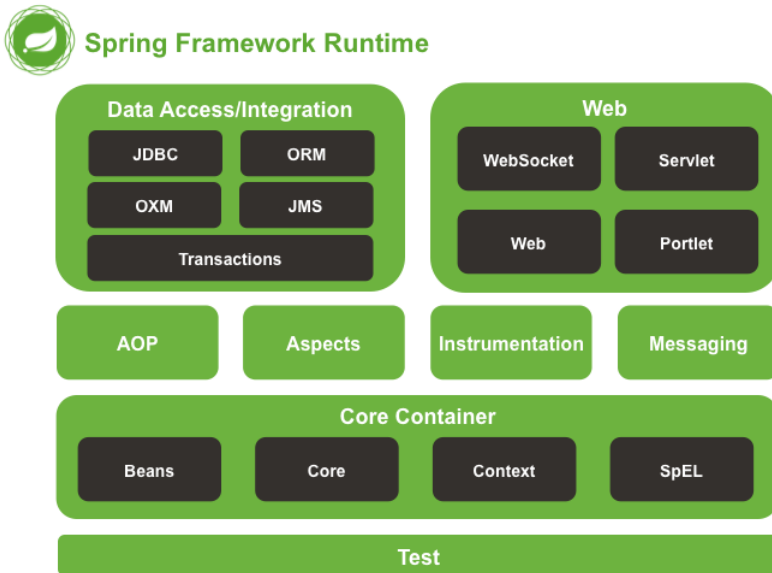 Spring Framework Runtime
Data Access/Integration
Web
JDBC
ORM
WebSocket
Servlet
OXM
JMS
Web
Portlet
Transactions
AOP
Aspects
Instrumentation
Messaging
Core Container
Beans
Core
Context
SpEL
Test